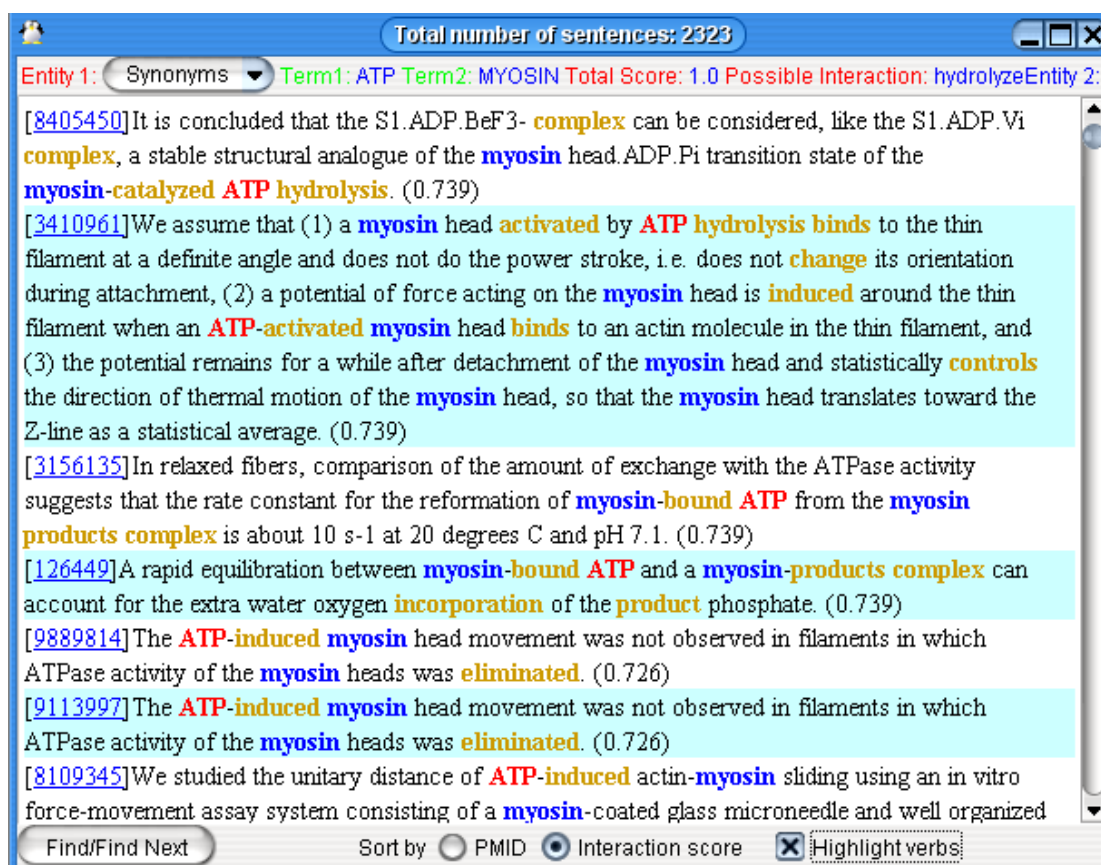 Total number of sentences: 2323
Entity 1: Synonyms Term1: ATP Term2: MYOSIN Total Score: 1.0 Possible Interaction: hydrolyzeEntity 2:
[8405450]It is concluded that the S1.ADP.BeF3- complex can be considered, like the S1.ADP.Vi
complex, a stable structural analogue of the myosin head.ADP.Pi transition state of the
myosin-catalyzed ATP hydrolysis. (0.739)
[3410961]We assume that (1) a myosin head activated by ATP hydrolysis binds to the thin
filament at a definite angle and does not do the power stroke, i.e. does not change its orientation
during attachment, (2) a potential of force acting on the myosin head is induced around the thin
filament when an ATP-activated myosin head binds to an actin molecule in the thin filament, and
(3) the potential remains for a while after detachment of the myosin head and statistically controls
the direction of thermal motion of the myosin head, so that the myosin head translates toward the
Z-line as a statistical average. (0.739)
[3156135]In relaxed fibers, comparison of the amount of exchange with the ATPase activity
suggests that the rate constant for the reformation of myosin-bound ATP from the myosin
products complex is about 10 s-1 at 20 degrees C and pH 7.1. (0.739)
[126449]A rapid equilibration between myosin-bound ATP and a myosin-products complex can
account for the extra water oxygen incorporation of the product phosphate. (0.739)
[9889814]The ATP-induced myosin head movement was not observed in filaments in which
ATPase activity of the myosin heads was eliminated. (0.726)
[9113997]The ATP-induced myosin head movement was not observed in filaments in which
ATPase activity of the myosin heads was eliminated. (0.726)
[8109345]We studied the unitary distance of ATP-induced actin-myosin sliding using an in vitro
force-movement assay system consisting of a myosin-coated glass microneedle and well organized
Find/Find Next Sort by PMID Interaction score Highlight verbs